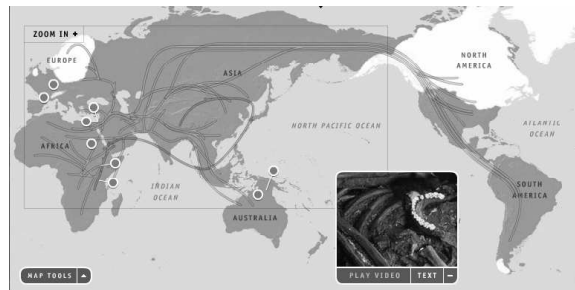 ZOOM IN +
EUROPE
NORTH
AMERICA
ASIA
NORTH PACIFIC OCEAN
ATLANTIC
OCEAN
AFRICA
INDIAN
OCEAN
SOUTH
AMERICA
AUSTRALIA
MAP TOOLS
PLAY VIDEO
TEXT